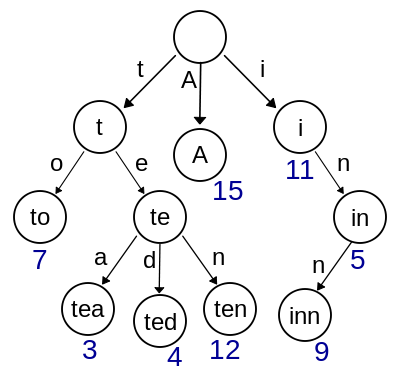 t A i
t A i
15 11
o e n
to te in
7 5
a d n n
tea ted ten inn
3 4 12 9